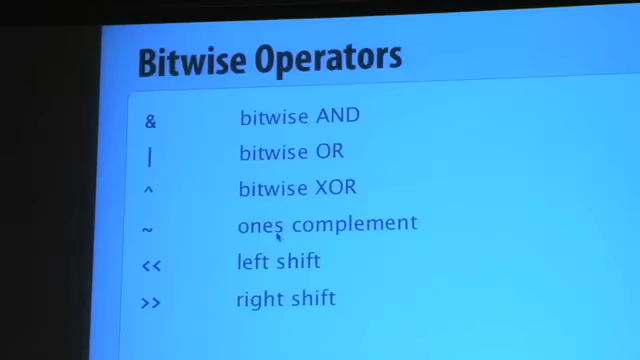 Bitwise Operators
& bitwise AND
| bitwise OR
^ bitwise XOR
~ ones complement
<< left shift
>> right shift